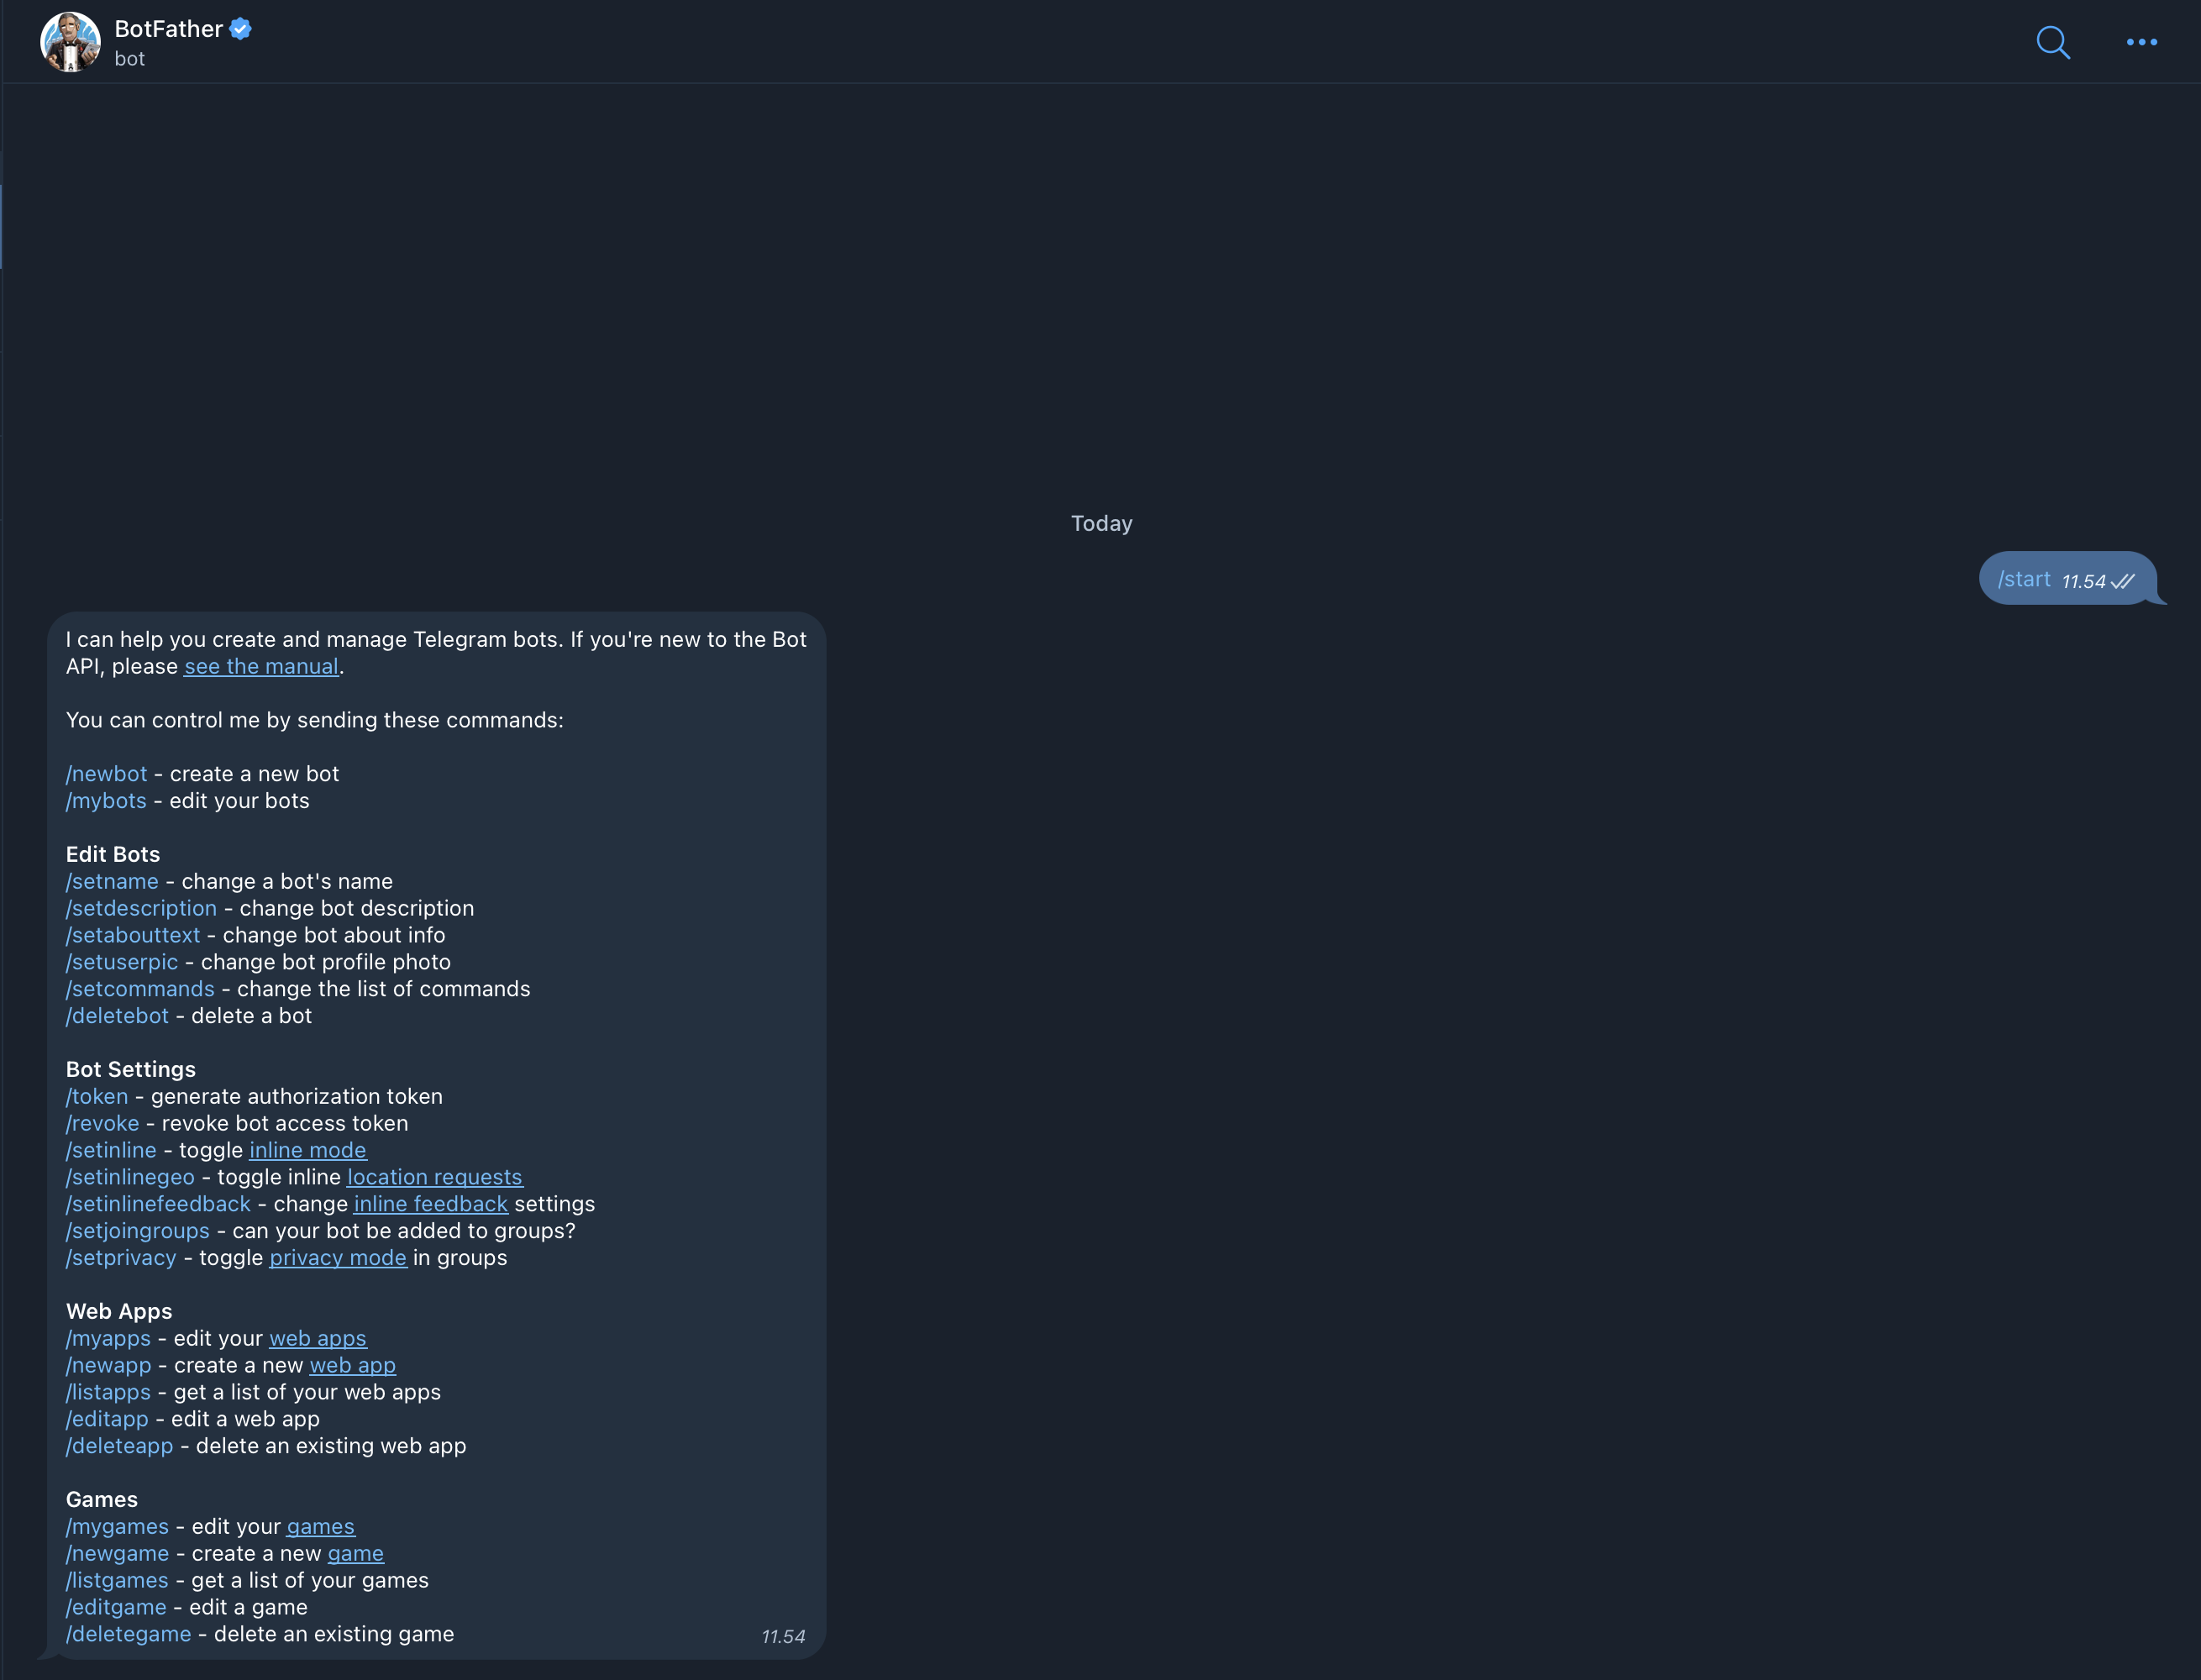 BotFather
bot
Today
/start 11.54
I can help you create and manage Telegram bots. If you're new to the Bot
API, please see the manual.
You can control me by sending these commands:
/newbot - create a new bot
/mybots - edit your bots
Edit Bots
/setname - change a bot's name
/setdescription - change bot description
/setabouttext - change bot about info
/setuserpic - change bot profile photo
/setcommands - change the list of commands
/deletebot - delete a bot
Bot Settings
/token - generate authorization token
/revoke - revoke bot access token
/setinline - toggle inline mode
/setinlinegeo - toggle inline location requests
/setinlinefeedback - change inline feedback settings
/setjoingroups - can your bot be added to groups?
/setprivacy - toggle privacy mode in groups
Web Apps
/myapps - edit your web apps
/newapp - create a new web app
/listapps - get a list of your web apps
/editapp - edit a web app
/deleteapp - delete an existing web app
Games
/mygames - edit your games
/newgame - create a new game
/listgames - get a list of your games
/editgame - edit a game
/deletegame - delete an existing game
11.54